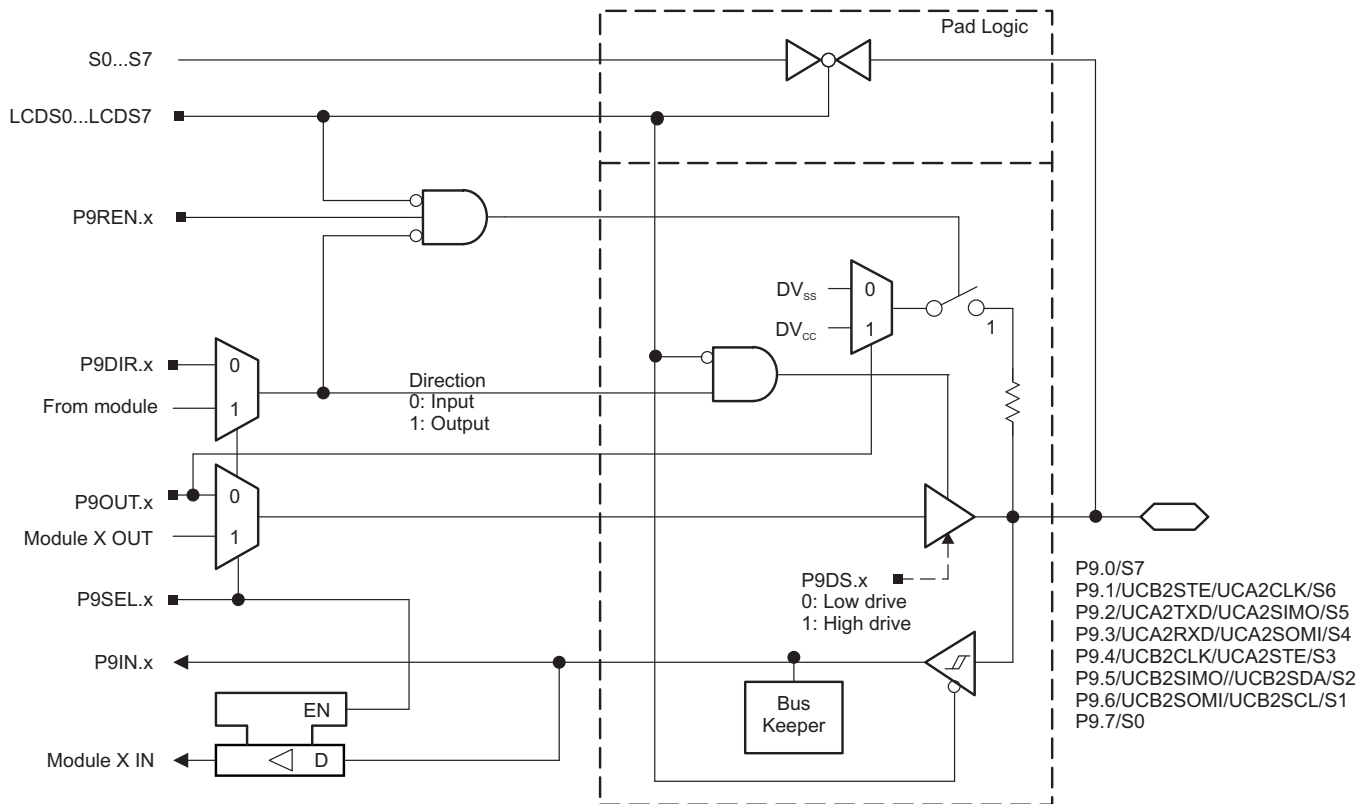 Pad Logic
S0...S7
LCDS0...LCDS7
P9REN.x
DVSS
0
DVCC
1
1
P9DIR.x
0
From module
1
Direction
0: Input
1: Output
P9OUT.x
0
Module X OUT
1
P9SEL.x
P9DS.x
0: Low drive
1: High drive
P9IN.x
Bus
Keeper
EN
Module X IN
D
P9.0/S7
P9.1/UCB2STE/UCA2CLK/S6
P9.2/UCA2TXD/UCA2SIMO/S5
P9.3/UCA2RXD/UCA2SOMI/S4
P9.4/UCB2CLK/UCA2STE/S3
P9.5/UCB2SIMO//UCB2SDA/S2
P9.6/UCB2SOMI/UCB2SCL/S1
P9.7/S0